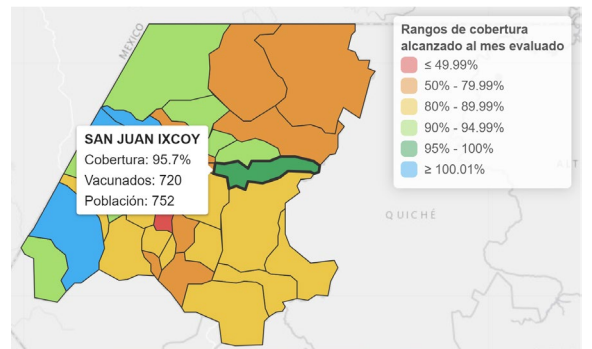 MEXICO
Rangos de cobertura
alcanzado al mes evaluado
≤ 49.99%
50% - 79.99%
80% - 89.99%
90% - 94.99%
95% - 100%
≥ 100.01%
SAN JUAN IXCOY
Cobertura: 95.7%
Vacunados: 720
Población: 752
ALT
QUICHÉ